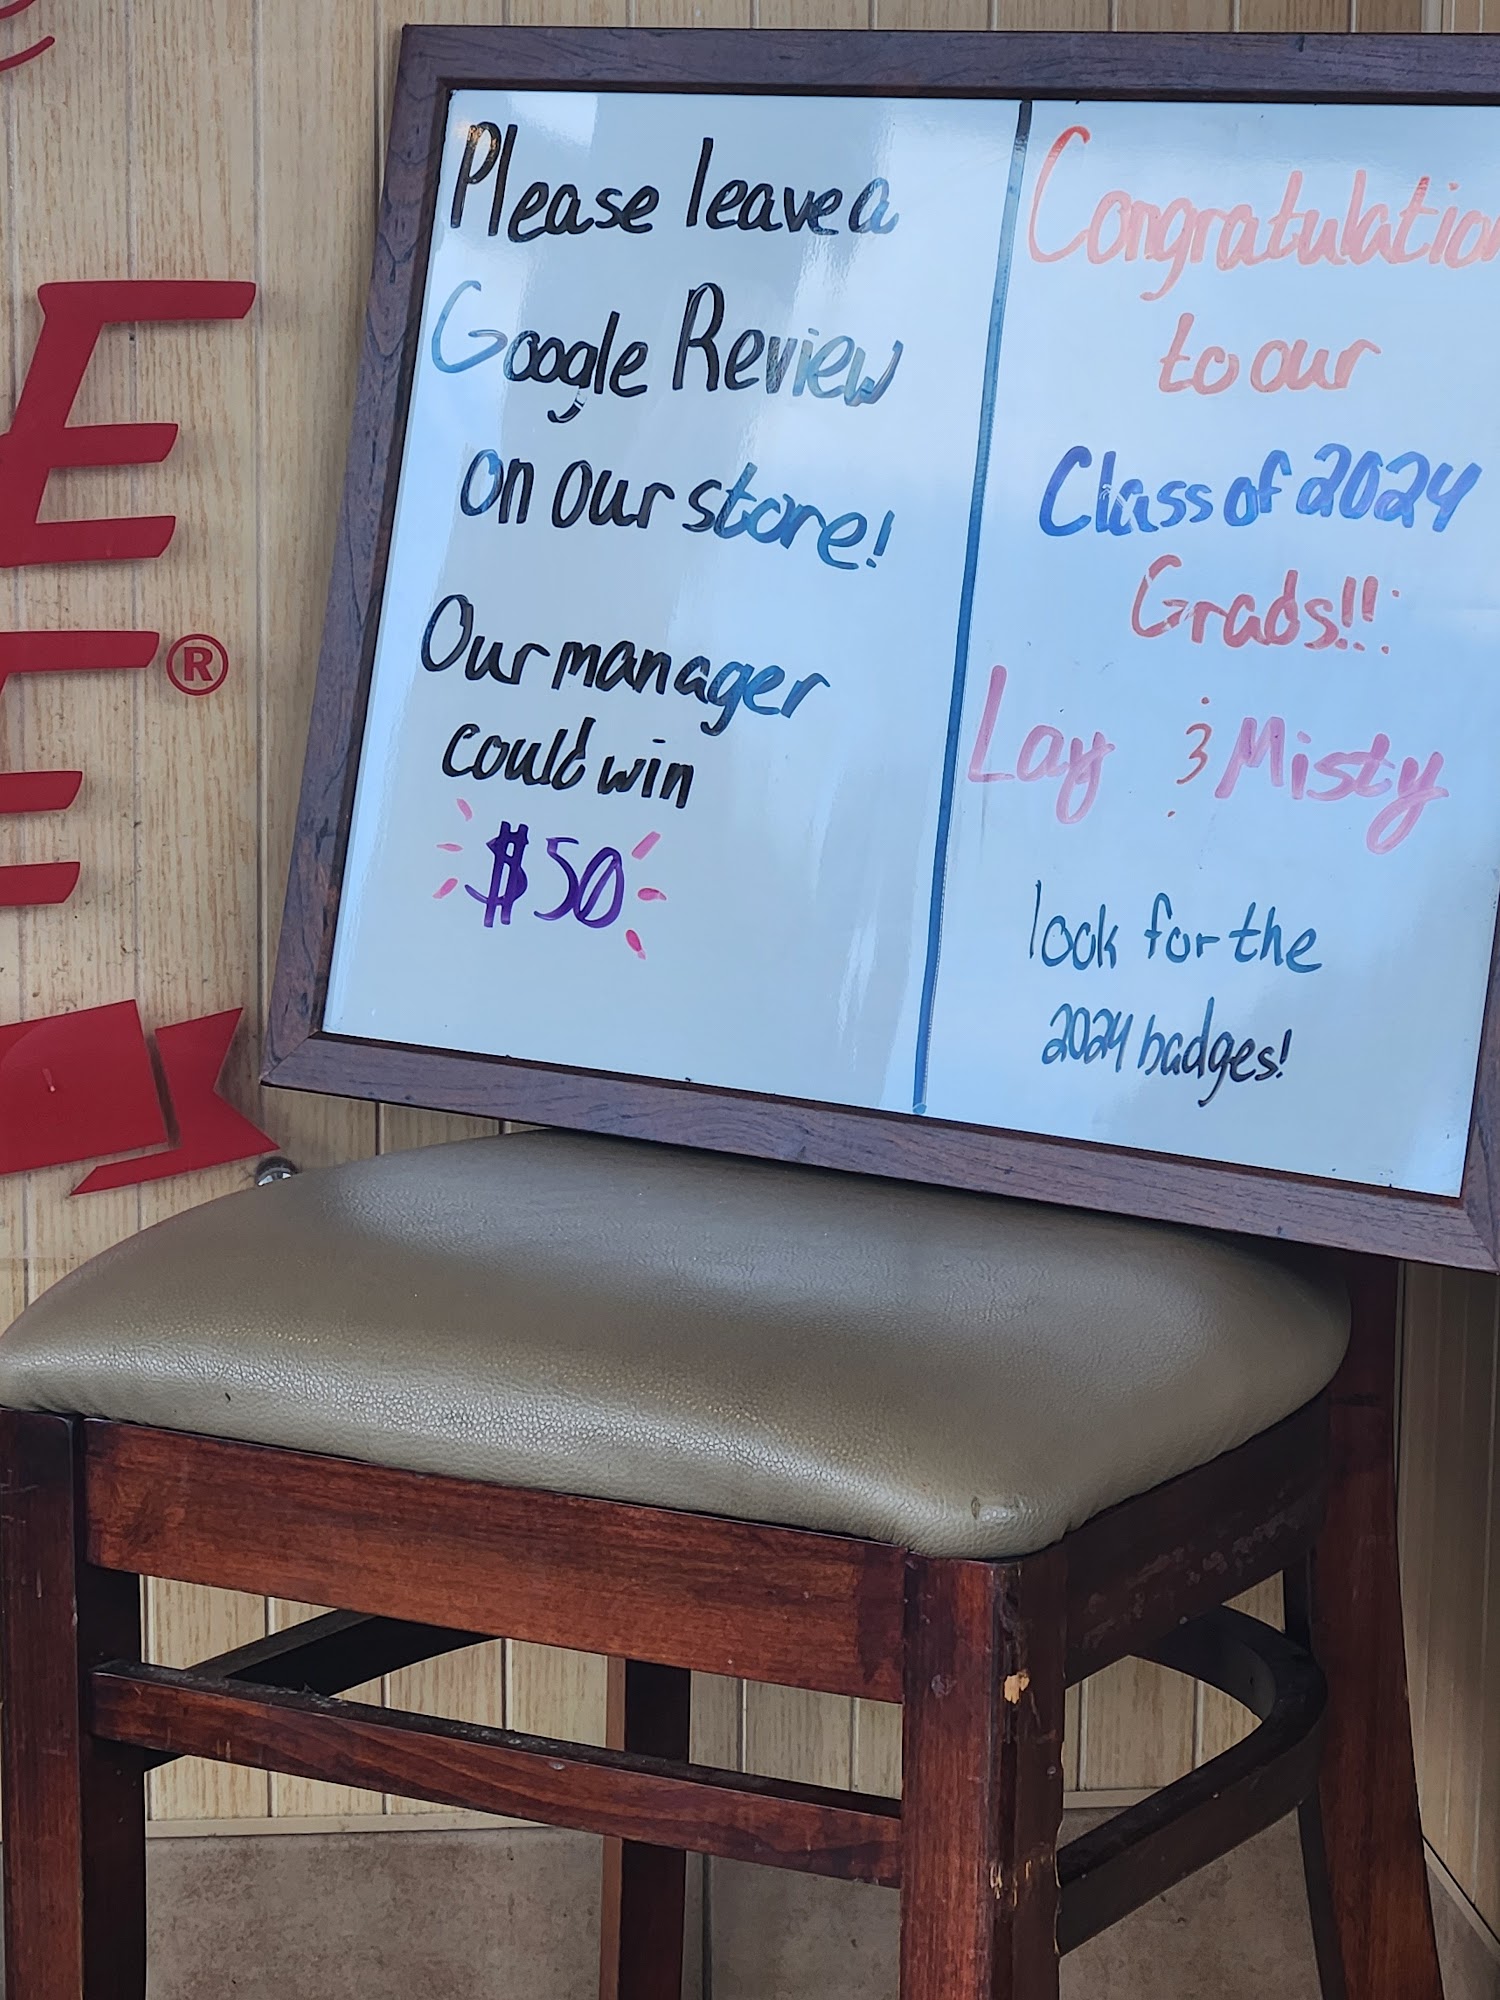 Please leave a
Google Review
on our store!
Our manager
could win
$50
Congratulation
to our
Class of 2024
Grads!!!
Lay & Misty
look for the
2024 badges!
E
®